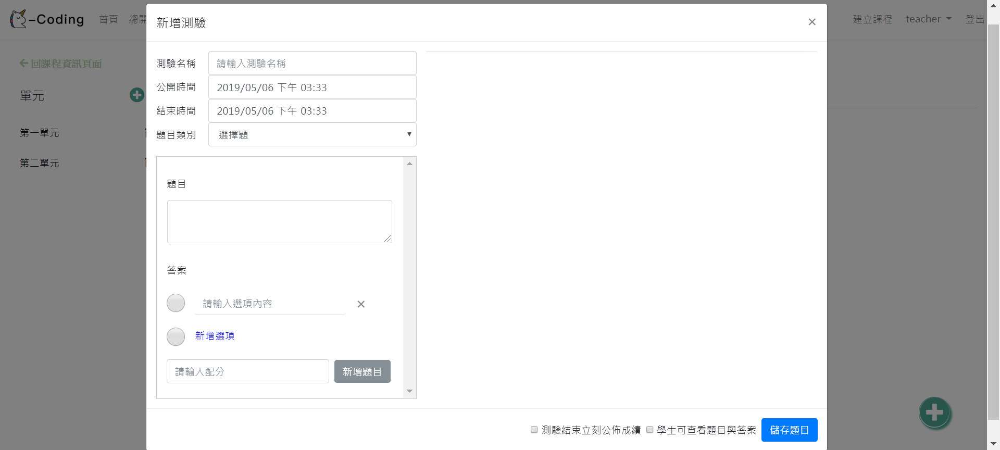 -Coding 首頁 總開
建立課程 teacher 登出
回課程資訊頁面
單元
第一單元
第二單元
新增測驗
測驗名稱 請輸入測驗名稱
公開時間 2019/05/06 下午 03:33
結束時間 2019/05/06 下午 03:33
題目類別 選擇題
題目
答案
請輸入選項內容
新增選項
請輸入配分 新增題目
測驗結束立刻公佈成績 學生可查看題目與答案 儲存題目